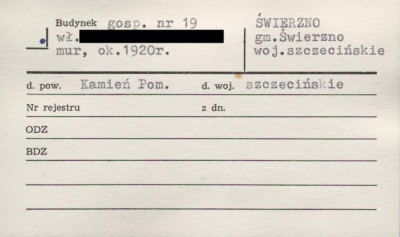 Budynek gosp. nr 19
wł.
mur, ok.1920r.
ŚWIERZNO
gm.Świerzno
woj.szczecińskie
d. pow. Kamień Pom. d. woj. szczecińskie
Nr rejestru z dn.
ODZ
BDZ